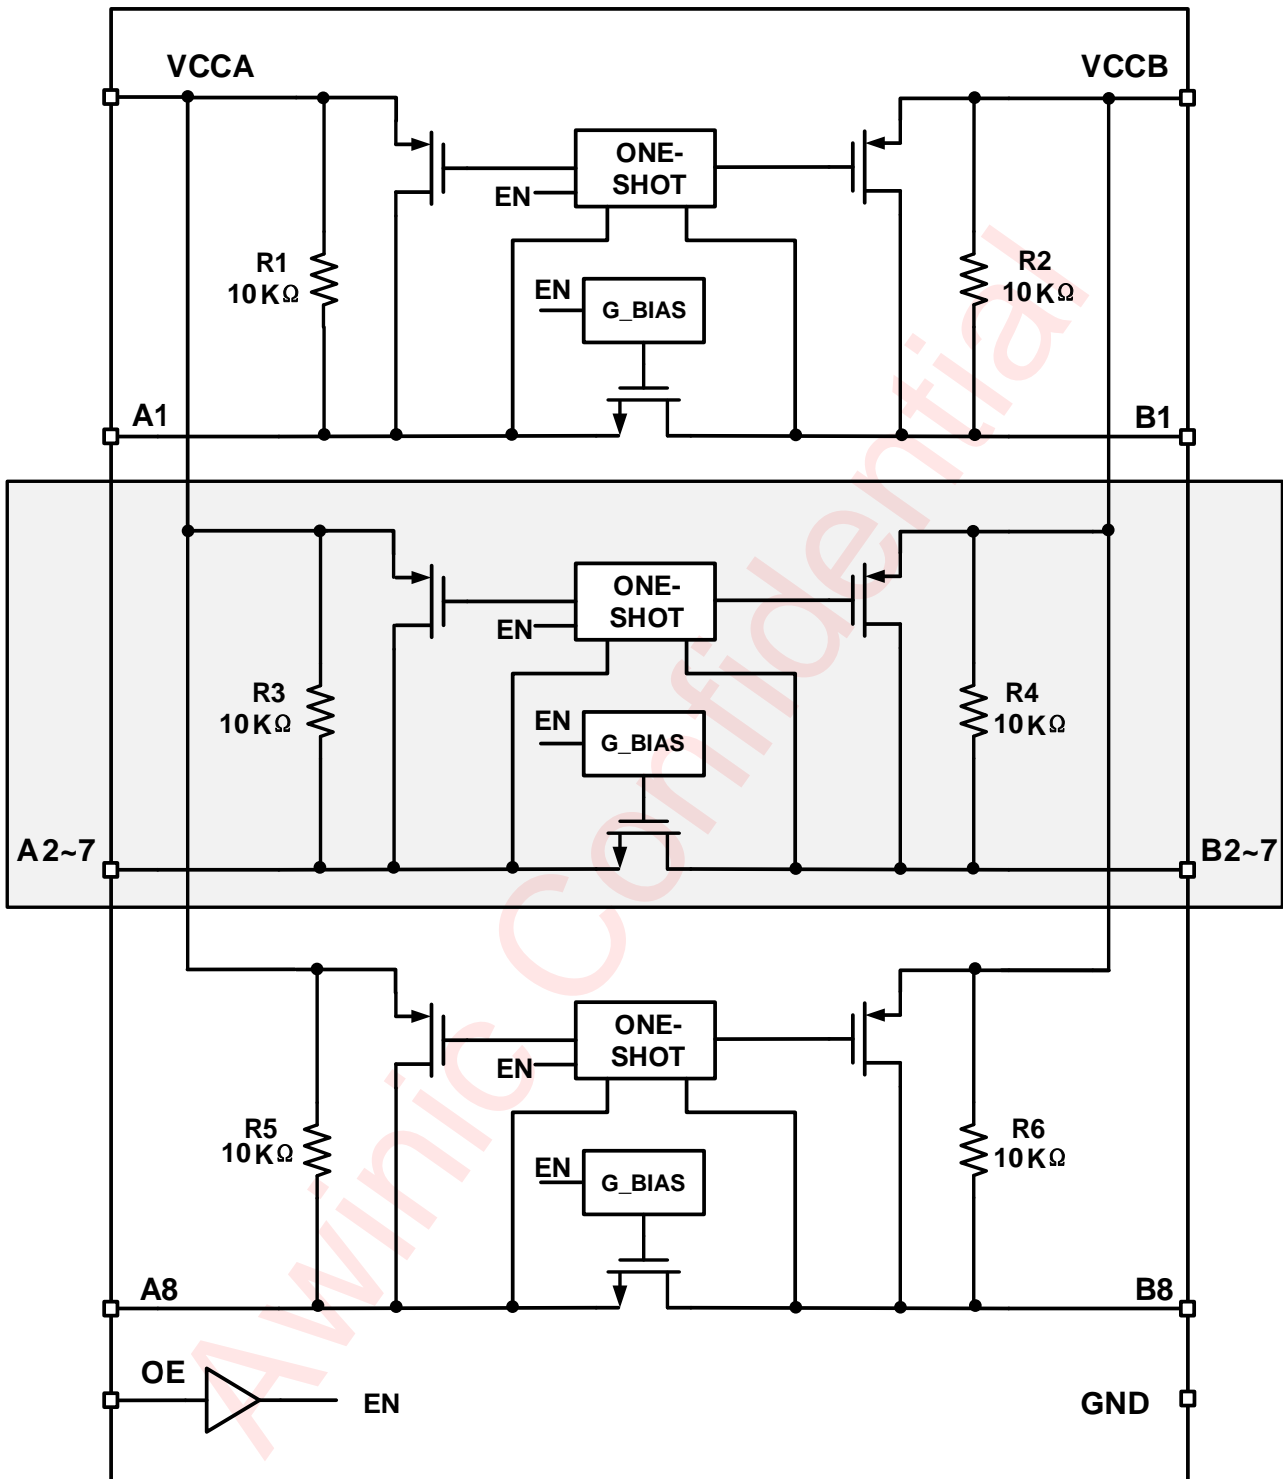 VCCA
VCCB
ONE-
SHOT
EN
R1
10KΩ
R2
10KΩ
EN
G_BIAS
A1
B1
ONE-
SHOT
EN
R3
10KΩ
R4
10KΩ
EN
G_BIAS
A2~7
B2~7
ONE-
SHOT
EN
R5
10KΩ
R6
10KΩ
EN
G_BIAS
A8
B8
OE
EN
GND
Awinic Confidential